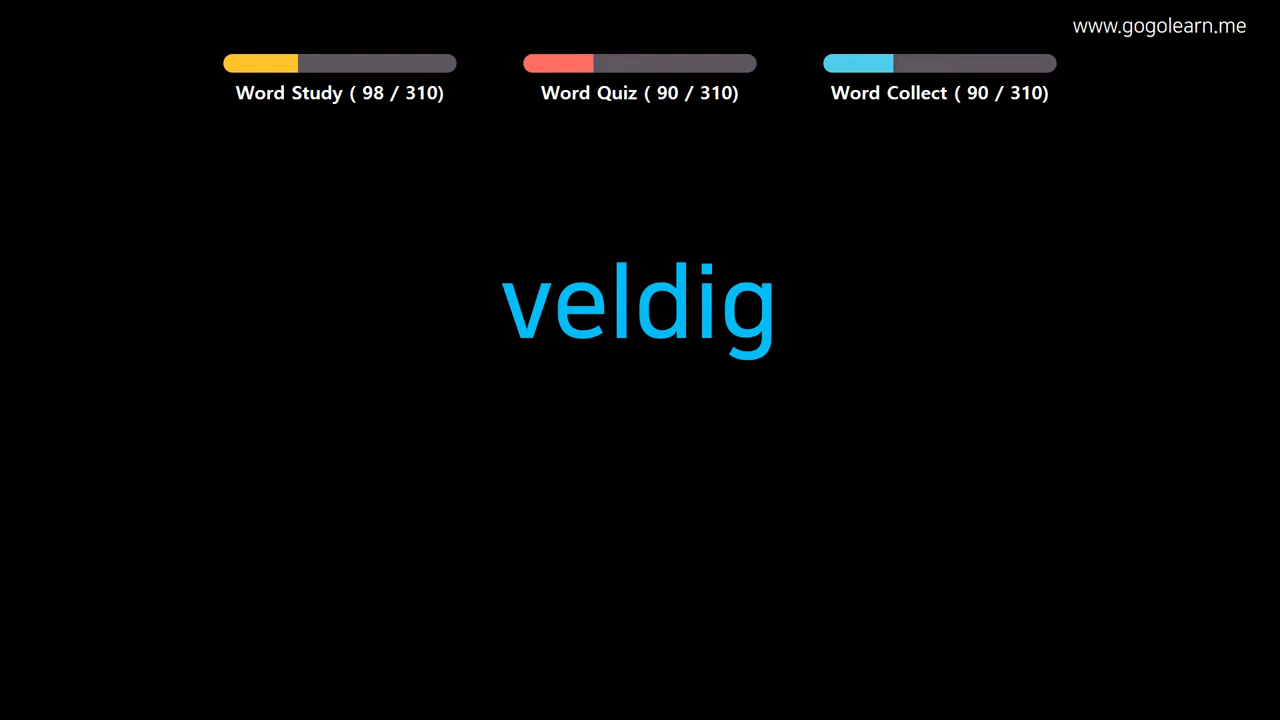 www.gogolearn.me
Word Study ( 98 / 310)
Word Quiz ( 90 / 310)
Word Collect ( 90 / 310)
veldig